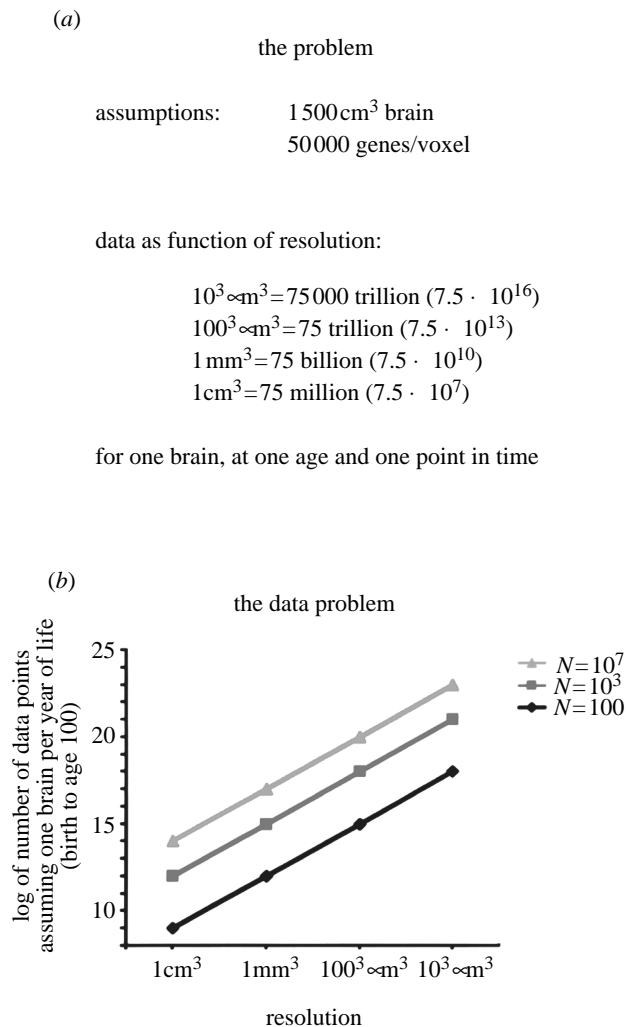 (a)
the problem
assumptions: 1500 cm³ brain
50000 genes/voxel
data as function of resolution:
10³ ∝m³=75000 trillion (7.5 · 10¹⁶)
100³ ∝m³=75 trillion (7.5 · 10¹³)
1 mm³=75 billion (7.5 · 10¹⁰)
1cm³=75 million (7.5 · 10⁷)
for one brain, at one age and one point in time
(b)
the data problem
log of number of data points
assuming one brain per year of life
(birth to age 100)
25
20
15
10
N=10⁷
N=10³
N=100
1cm³ 1mm³ 100³ ∝m³ 10³ ∝m³
resolution